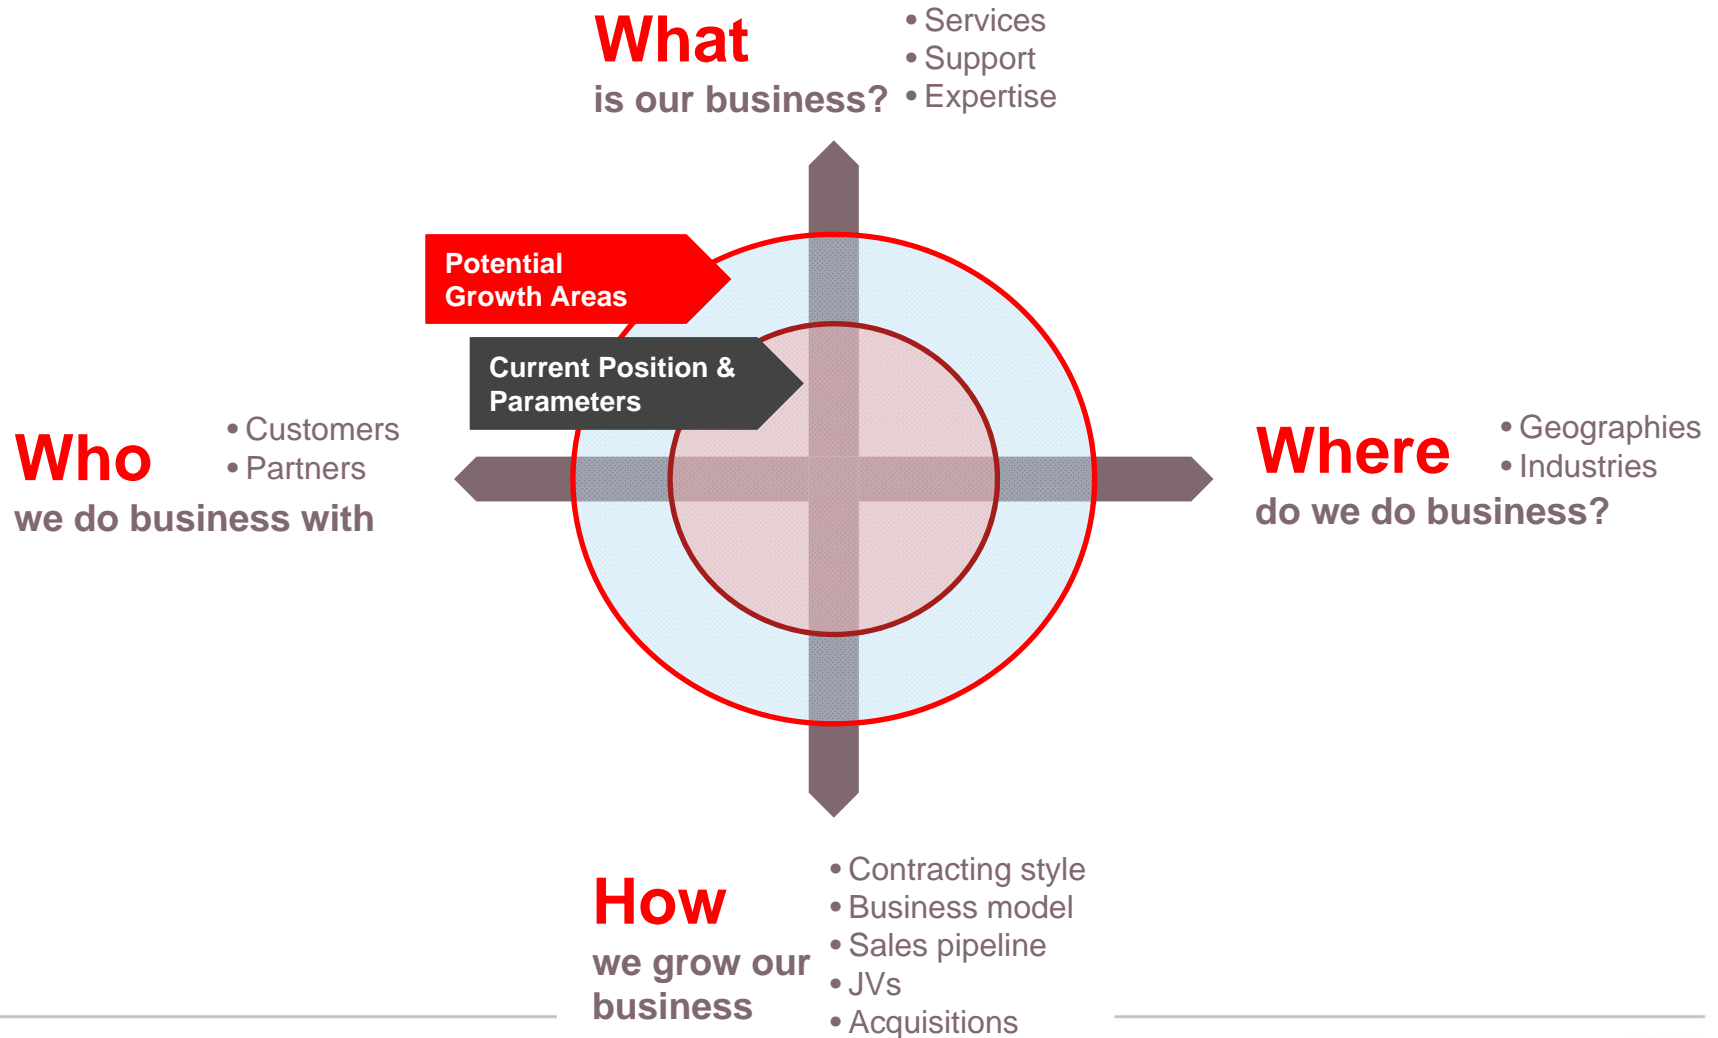 What
is our business?
• Services
• Support
• Expertise
Potential
Growth Areas
Current Position &
Parameters
Who
• Customers
• Partners
we do business with
Where
• Geographies
• Industries
do we do business?
How
we grow our
business
• Contracting style
• Business model
• Sales pipeline
• JVs
• Acquisitions